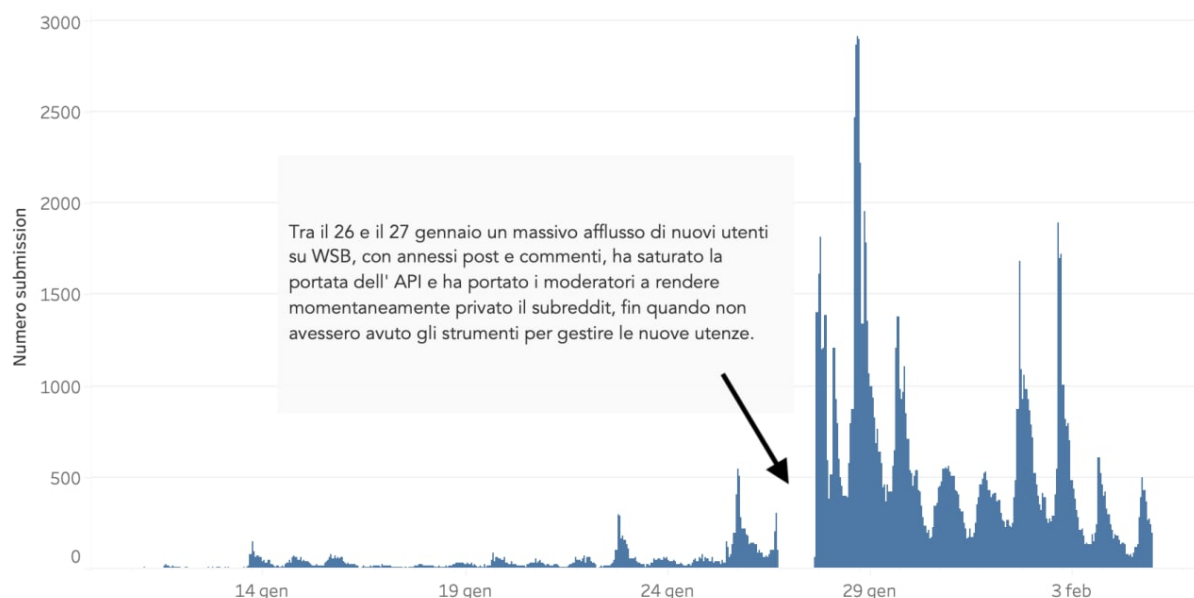 3000
2500
2000
1500
1000
500
0
Numero submission
Tra il 26 e il 27 gennaio un massivo afflusso di nuovi utenti
su WSB, con annessi post e commenti, ha saturato la
portata dell' API e ha portato i moderatori a rendere
momentaneamente privato il subreddit, fin quando non
avessero avuto gli strumenti per gestire le nuove utenze.
14 gen
19 gen
24 gen
29 gen
3 feb